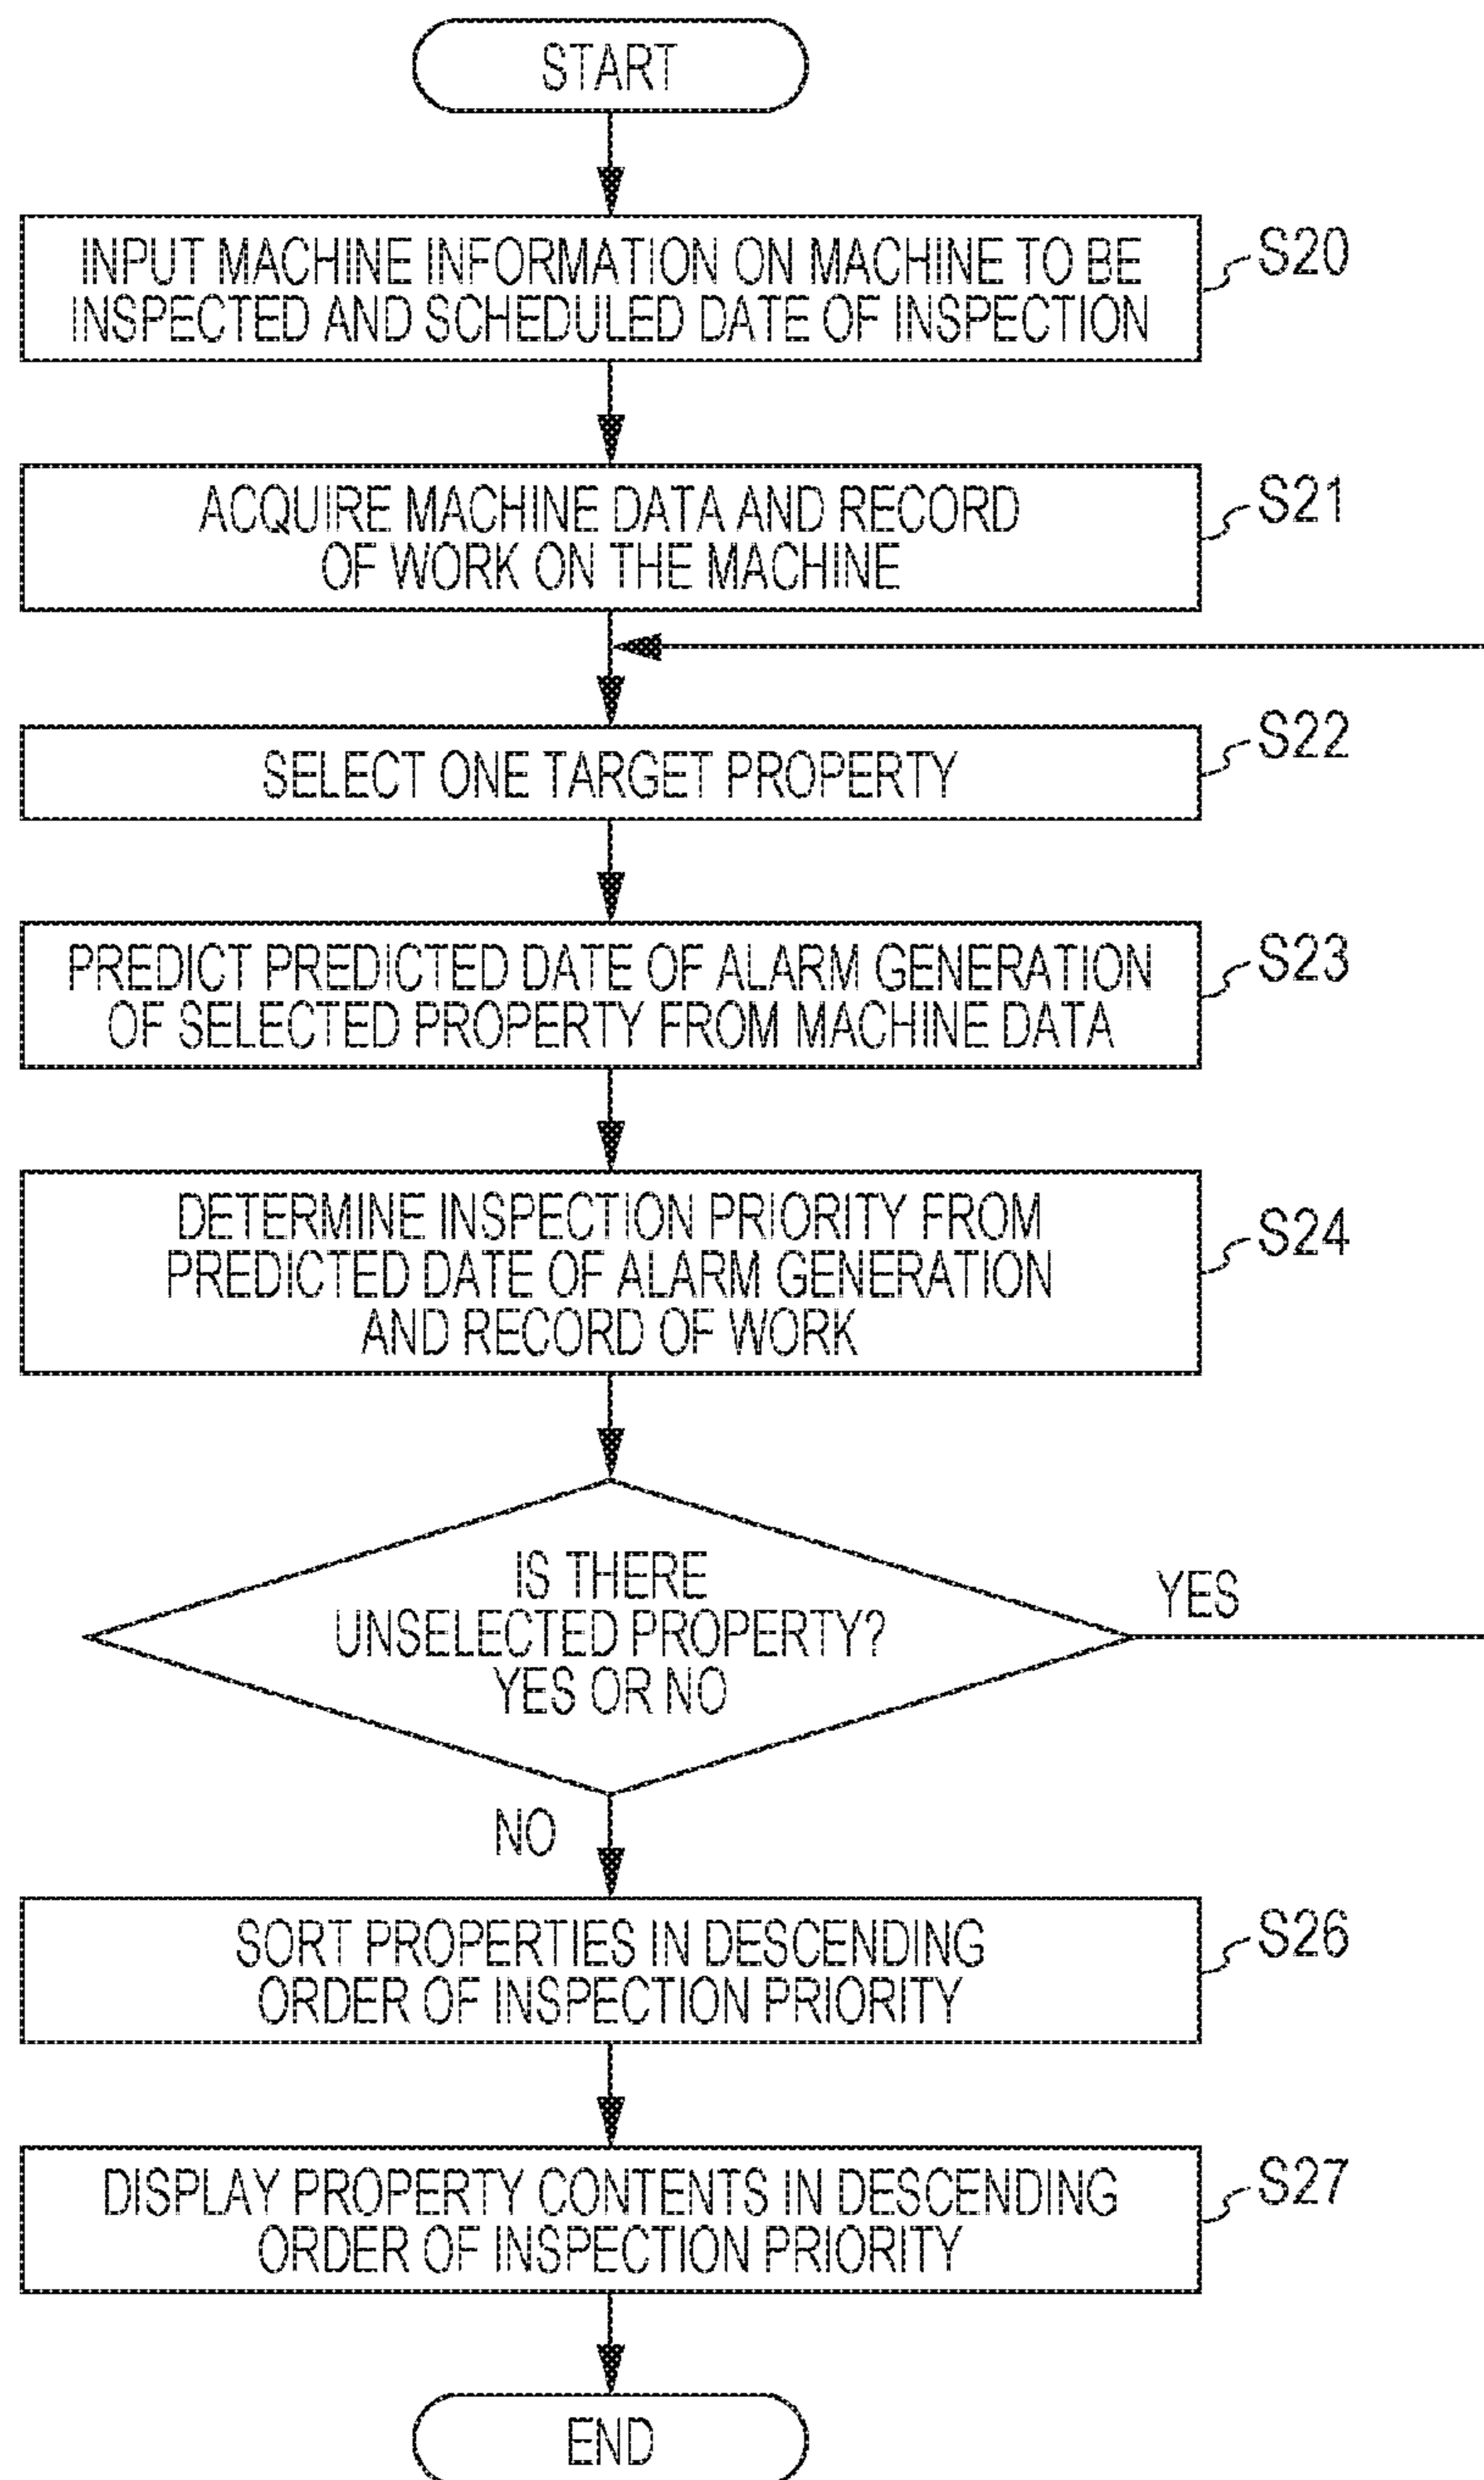 START
INPUT MACHINE INFORMATION ON MACHINE TO BE
INSPECTED AND SCHEDULED DATE OF INSPECTION
S20
ACQUIRE MACHINE DATA AND RECORD
OF WORK ON THE MACHINE
S21
SELECT ONE TARGET PROPERTY
S22
PREDICT PREDICTED DATE OF ALARM GENERATION
OF SELECTED PROPERTY FROM MACHINE DATA
S23
DETERMINE INSPECTION PRIORITY FROM
PREDICTED DATE OF ALARM GENERATION
AND RECORD OF WORK
S24
IS THERE
UNSELECTED PROPERTY?
YES OR NO
YES
NO
SORT PROPERTIES IN DESCENDING
ORDER OF INSPECTION PRIORITY
S26
DISPLAY PROPERTY CONTENTS IN DESCENDING
ORDER OF INSPECTION PRIORITY
S27
END